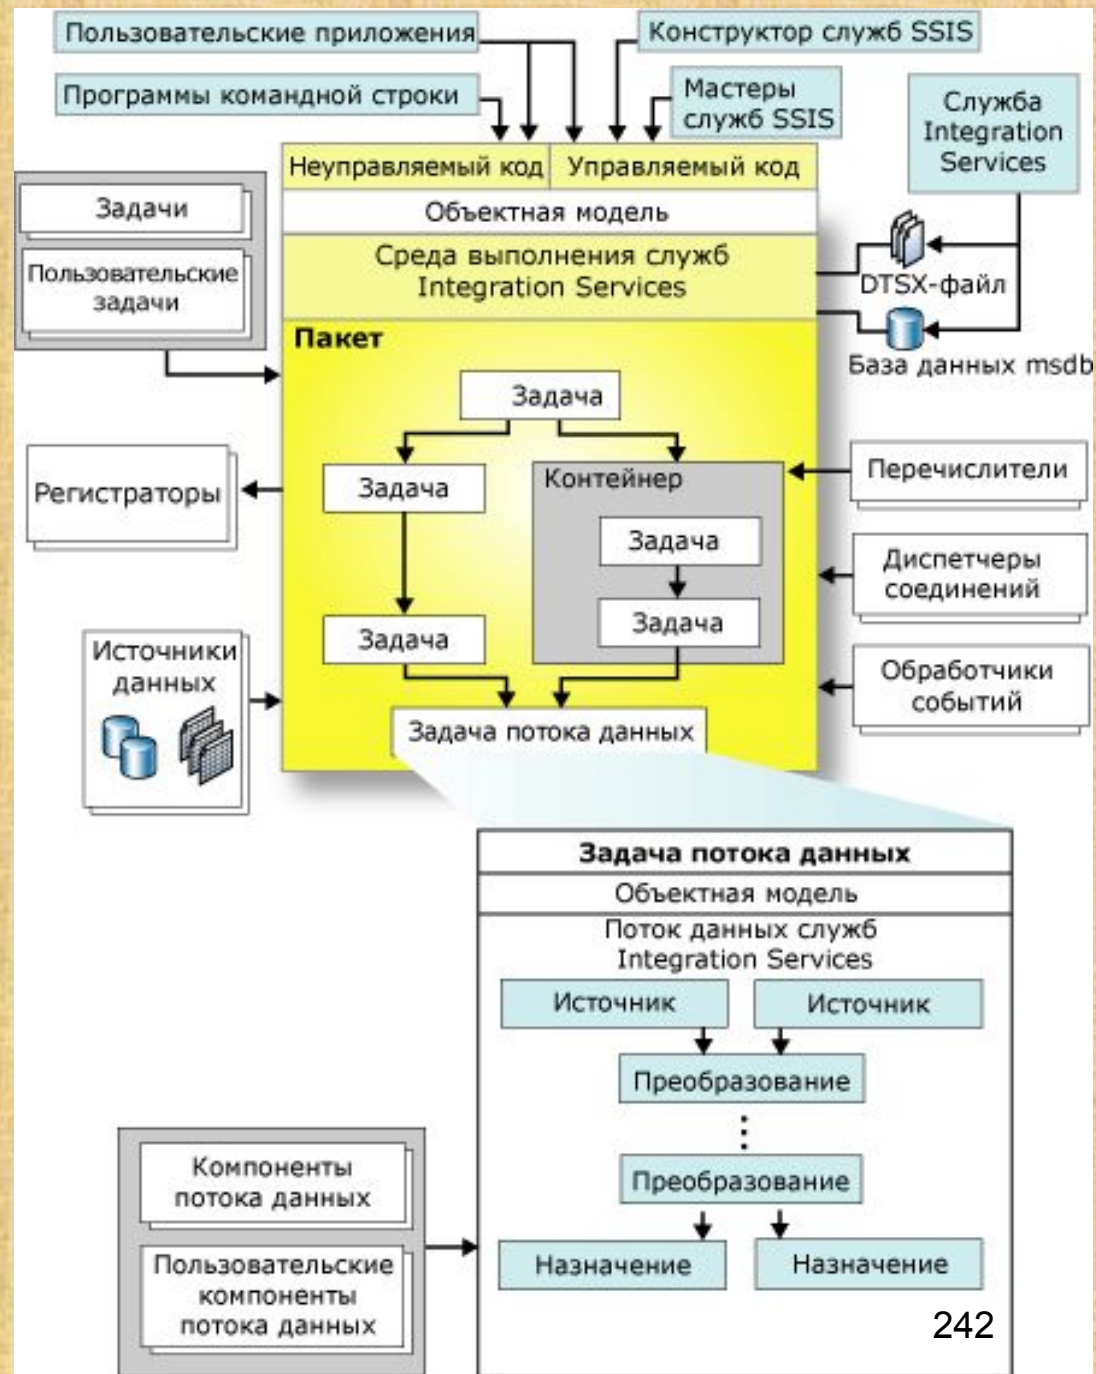 Пользовательские приложения
Конструктор служб SSIS
Программы командной строки
Мастеры
служб SSIS
Служба
Integration
Services
Неуправляемый код
Управляемый код
Объектная модель
Среда выполнения служб
Integration Services
Задачи
Пользовательские
задачи
DTSX-файл
База данных msdb
Пакет
Задача
Задача
Контейнер
Задача
Задача
Задача
Задача потока данных
Регистраторы
Источники
данных
Перечислители
Диспетчеры
соединений
Обработчики
событий
Задача потока данных
Объектная модель
Поток данных служб
Integration Services
Источник
Источник
Преобразование
Преобразование
Назначение
Назначение
Компоненты
потока данных
Пользовательские
компоненты
потока данных
242